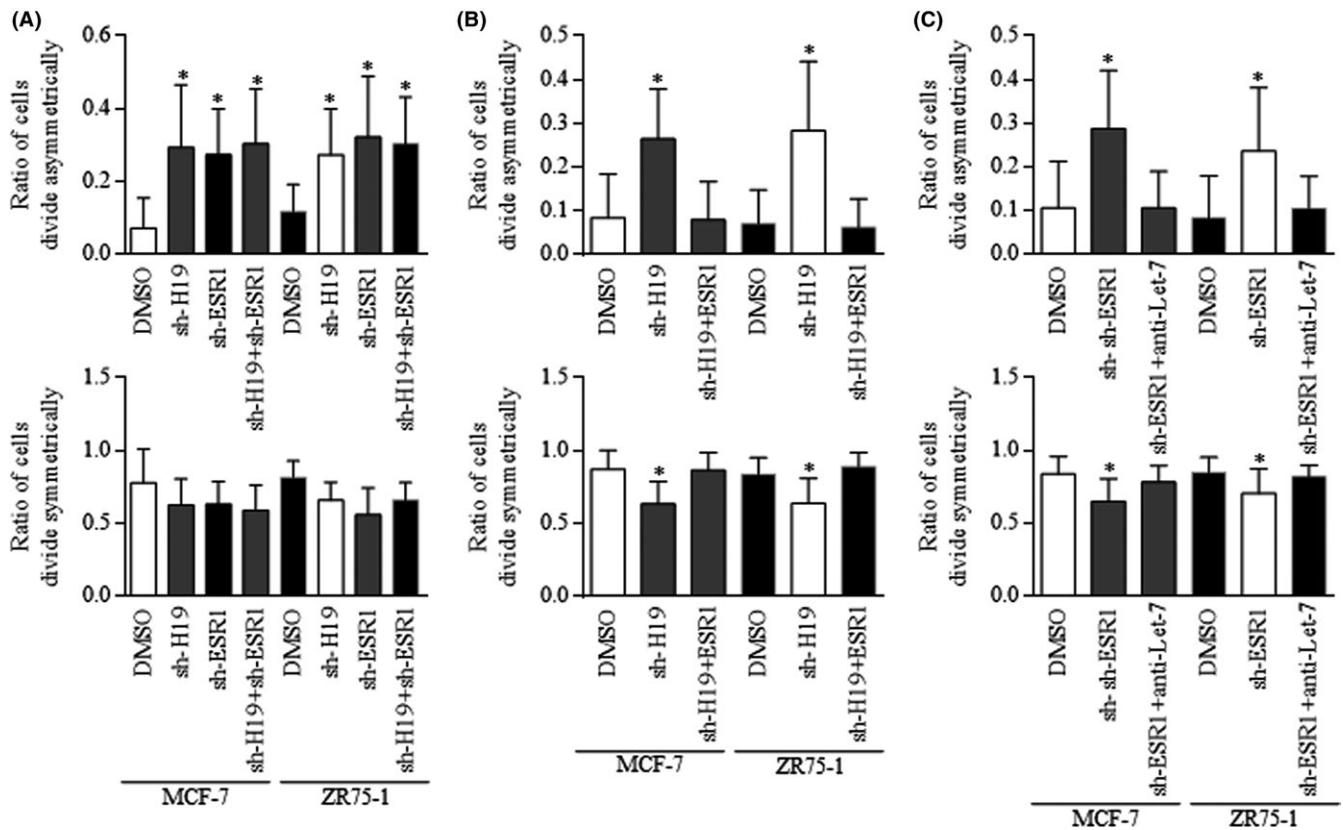 (A)
Ratio of cells
divide asymmetrically
0.6
0.4
0.2
0.0
* * * * * *
DMSO
sh-H19
sh-ESR1
sh-H19+sh-ESR1
DMSO
sh-H19
sh-ESR1
sh-H19+sh-ESR1
Ratio of cells
divide symmetrically
1.5
1.0
0.5
0.0
DMSO
sh-H19
sh-ESR1
sh-H19+sh-ESR1
DMSO
sh-H19
sh-ESR1
sh-H19+sh-ESR1
MCF-7
ZR75-1
(B)
Ratio of cells
divide asymmetrically
0.5
0.4
0.3
0.2
0.1
0.0
* *
DMSO
sh-H19
sh-H19+ESR1
DMSO
sh-H19
sh-H19+ESR1
Ratio of cells
divide symmetrically
1.5
1.0
0.5
0.0
* *
DMSO
sh-H19
sh-H19+ESR1
DMSO
sh-H19
sh-H19+ESR1
MCF-7
ZR75-1
(C)
Ratio of cells
divide asymmetrically
0.5
0.4
0.3
0.2
0.1
0.0
* *
DMSO
sh- sh-ESR1
sh-ESR1+anti-Let-7
DMSO
sh-ESR1
sh-ESR1+anti-Let-7
Ratio of cells
divide symmetrically
1.5
1.0
0.5
0.0
* *
DMSO
sh- sh-ESR1
sh-ESR1+anti-Let-7
DMSO
sh-ESR1
sh-ESR1+anti-Let-7
MCF-7
ZR75-1